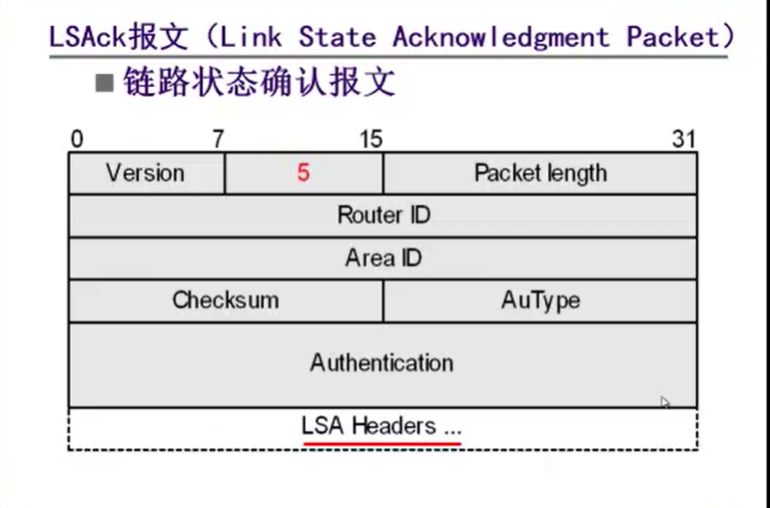 LSAck报文（Link State Acknowledgment Packet）
■ 链路状态确认报文
0 7 15 31
Version 5 Packet length
Router ID
Area ID
Checksum AuType
Authentication
LSA Headers ...